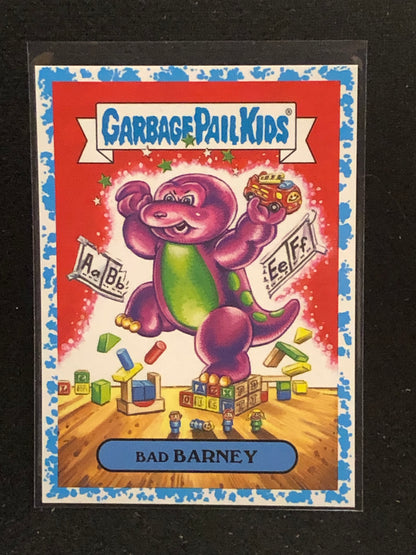 GARBAGE PAIL KIDS®
Aa Bb
Ee Ff
BAD BARNEY